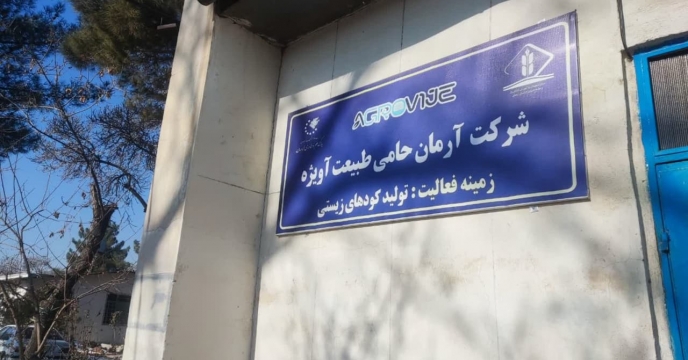 AGROVIJE
شرکت آرمان حامی طبیعت آویژه
زمینه فعالیت : تولید کودهای زیستی